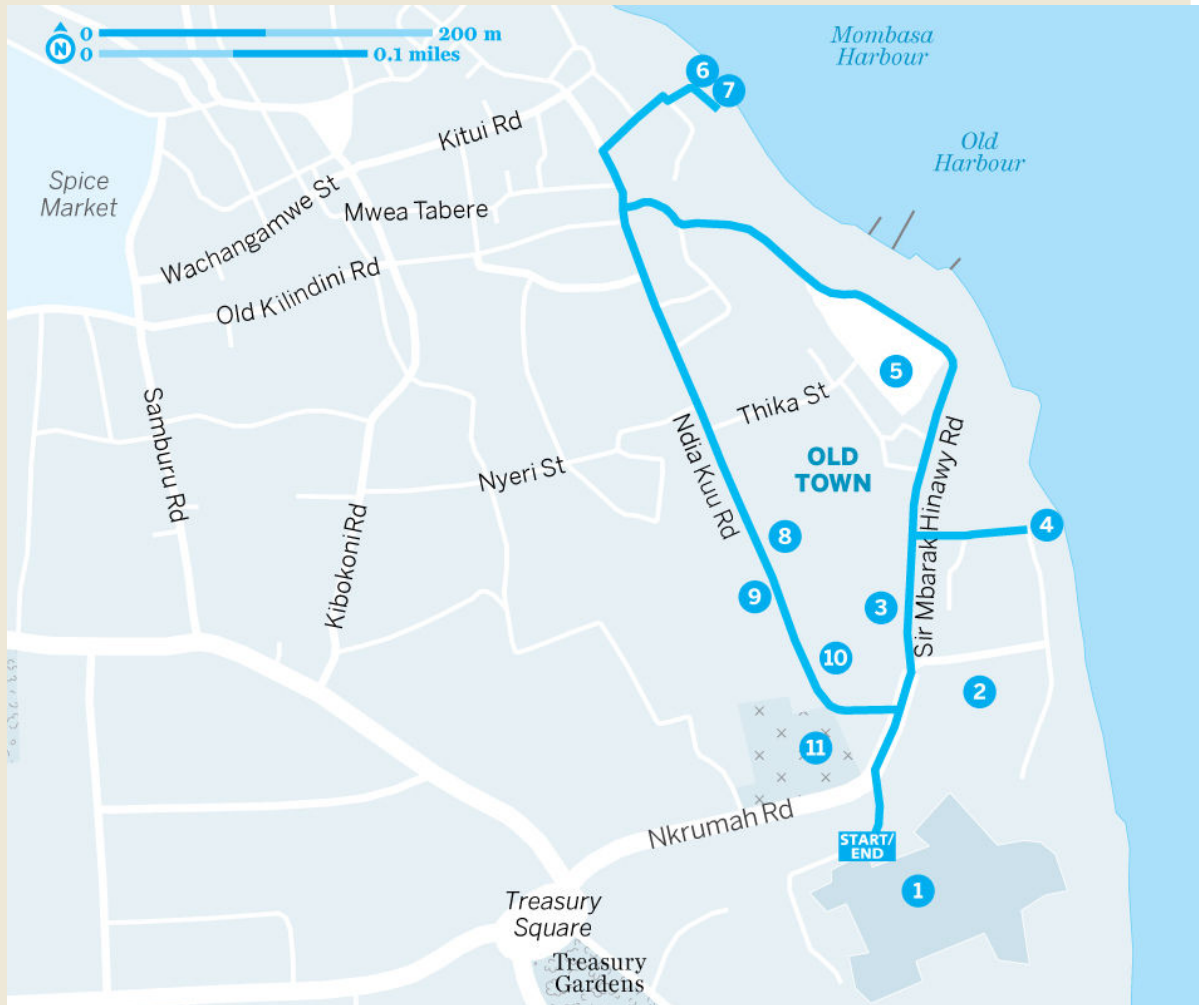 0 200 m
N
0 0.1 miles
Mombasa
Harbour
6
7
Kitui Rd
Old
Harbour
Spice
Market
Wachangamwe St
Mwea Tabere
Old Kilindini Rd
5
Samburu Rd
Thika St
Ndia Kuu Rd
OLD
TOWN
Nyeri St
Sir Mbarak Hinawy Rd
Kibokoni Rd
8
4
9
3
10
2
11
Nkrumah Rd
START/
END
1
Treasury
Square
Treasury
Gardens